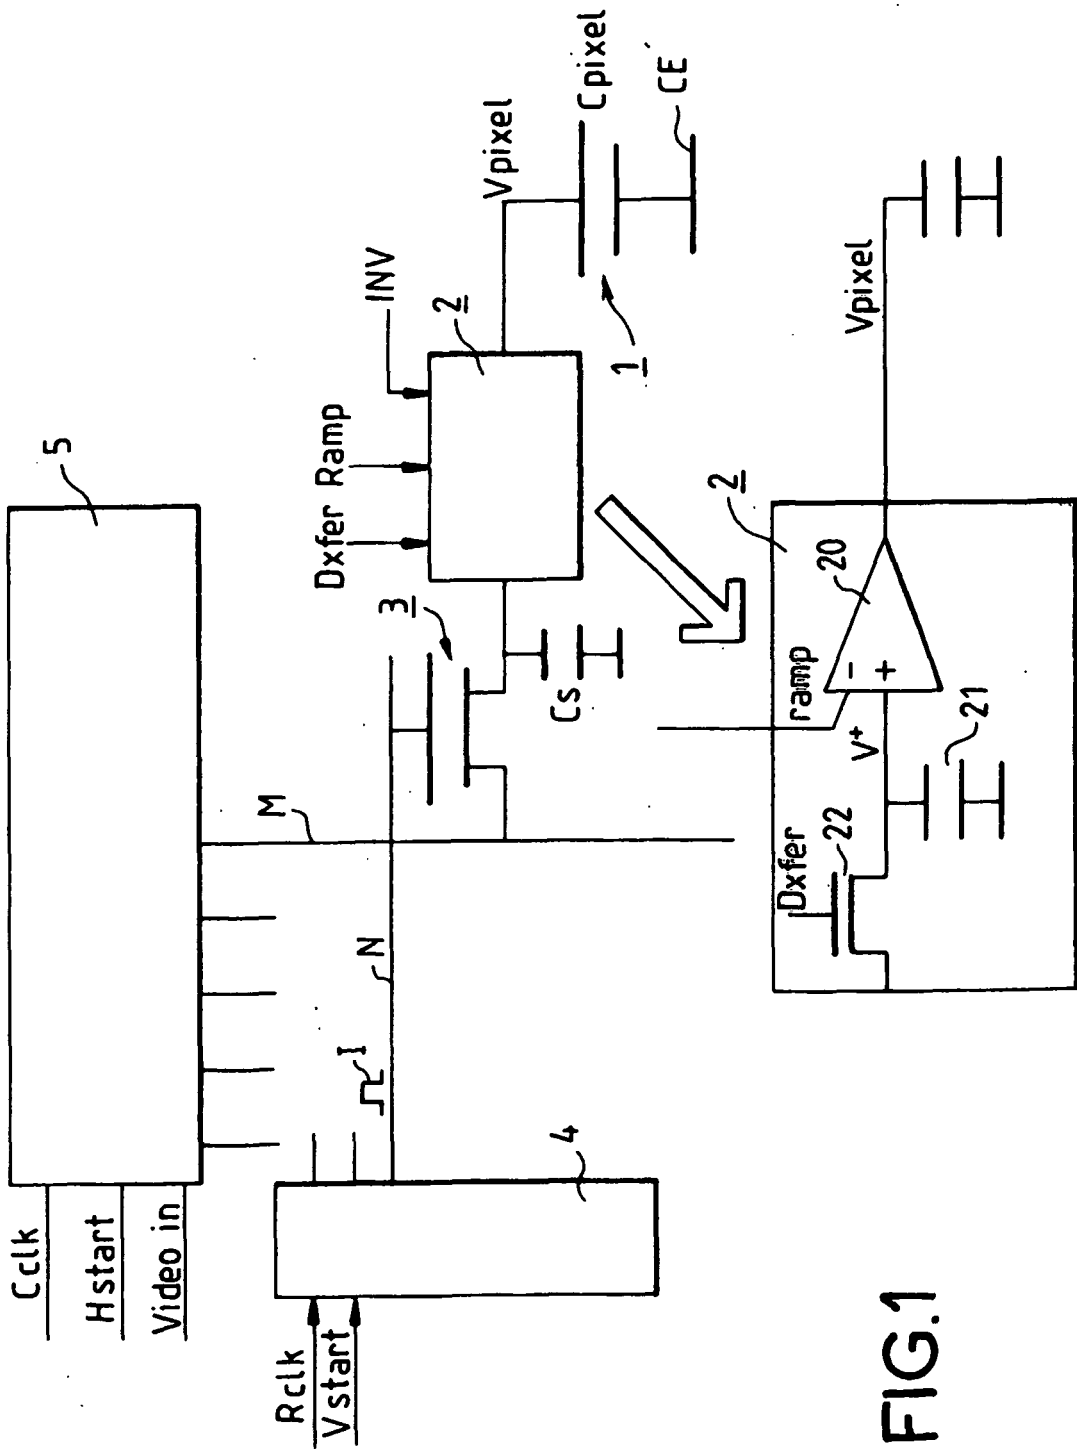 5
Cclk
Hstart
Video in
M
Dxfer
Ramp
INV
2
Vpixel
Cpixel
3
1
CE
Cs
N
I
Rclk
Vstart
4
2
ramp
20
-
+
V+
Dxfer
22
21
Vpixel
FIG.1